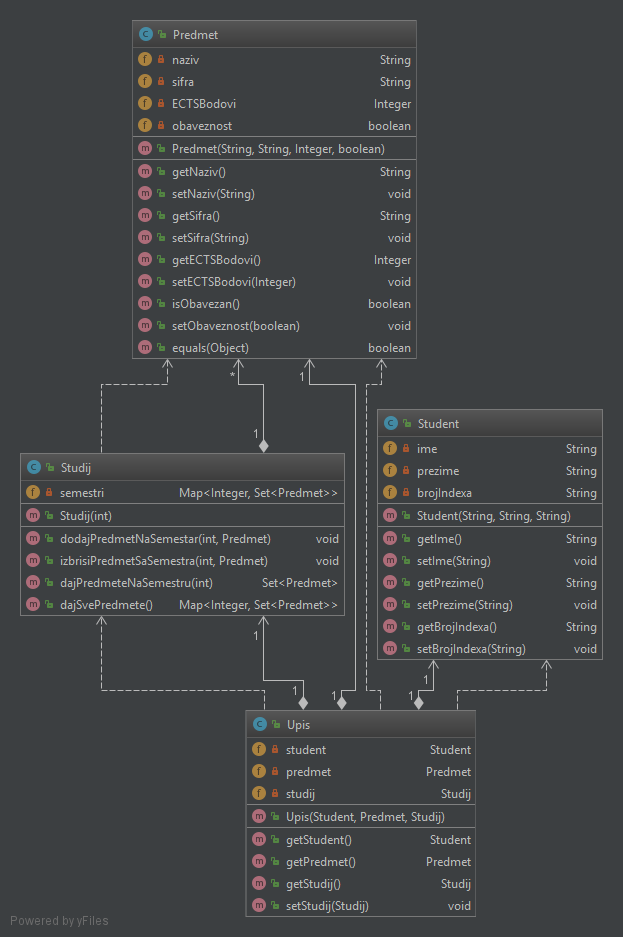 Predmet
naziv String
sifra String
ECTSBodovi Integer
obaveznost boolean
Predmet(String, String, Integer, boolean)
getNaziv() String
setNaziv(String) void
getSifra() String
setSifra(String) void
getECTSBodovi() Integer
setECTSBodovi(Integer) void
isObavezan() boolean
setObaveznost(boolean) void
equals(Object) boolean
* 1
1
Student
ime String
prezime String
brojIndexa String
Student(String, String, String)
getIme() String
setIme(String) void
getPrezime() String
setPrezime(String) void
getBrojIndexa() String
setBrojIndexa(String) void
Studij
semestri Map<Integer, Set<Predmet>>
Studij(int)
dodajPredmetNaSemestar(int, Predmet) void
izbrisiPredmetSaSemestra(int, Predmet) void
dajPredmeteNaSemestru(int) Set<Predmet>
dajSvePredmete() Map<Integer, Set<Predmet>>
1
1
1 1 1
Upis
student Student
predmet Predmet
studij Studij
Upis(Student, Predmet, Studij)
getStudent() Student
getPredmet() Predmet
getStudij() Studij
setStudij(Studij) void
Powered by yFiles